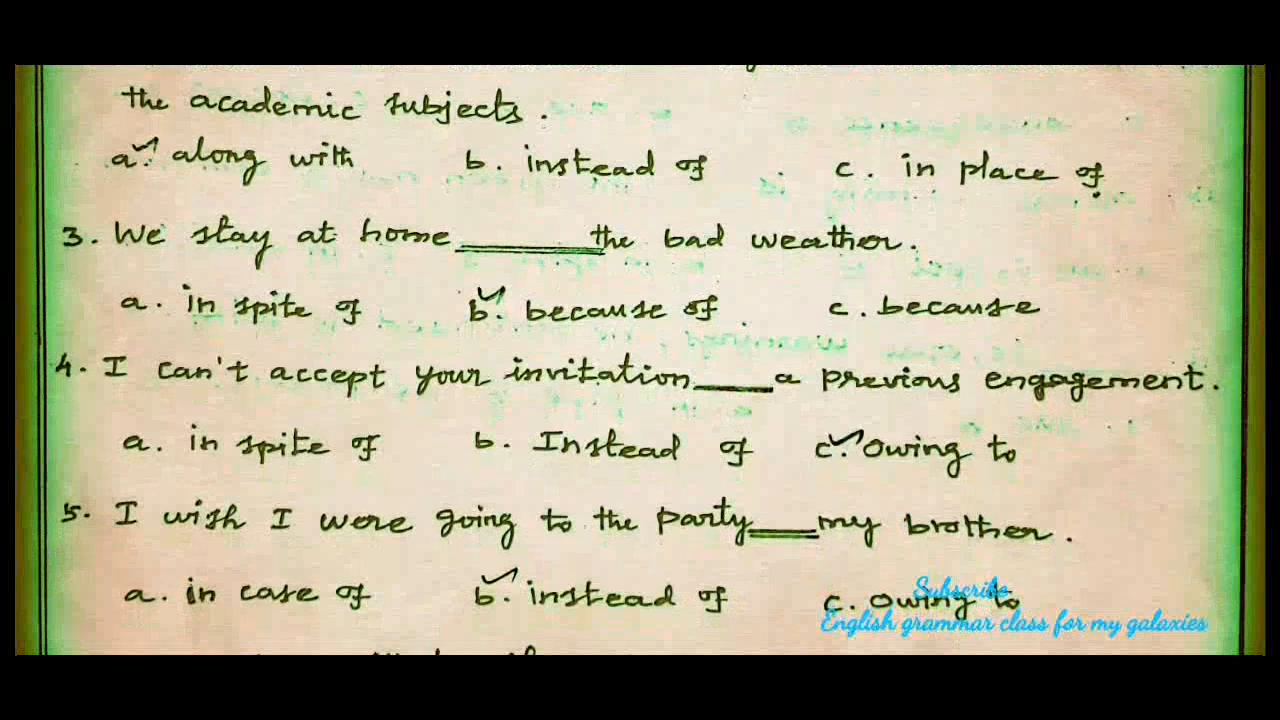 the academic subjects.
a. along with b. instead of c. in place of
3. We stay at home ______ the bad weather.
a. in spite of b. because of c. because
4. I can't accept your invitation ____ a previous engagement.
a. in spite of b. Instead of c. Owing to
5. I wish I were going to the party ____ my brother.
a. in case of b. instead of c. owing to
Subscribe
English grammar class for my galaxies